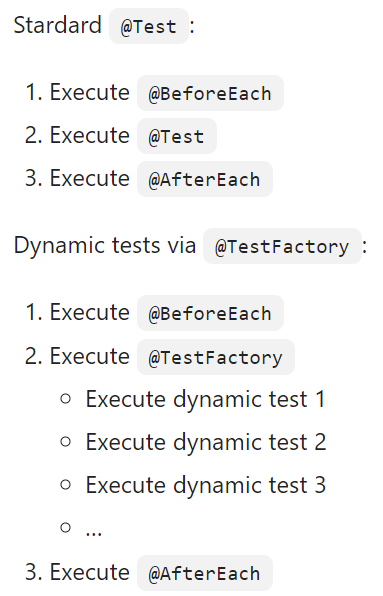 Stardard @Test:
1. Execute @BeforeEach
2. Execute @Test
3. Execute @AfterEach
Dynamic tests via @TestFactory:
1. Execute @BeforeEach
2. Execute @TestFactory
○ Execute dynamic test 1
○ Execute dynamic test 2
○ Execute dynamic test 3
○ ...
3. Execute @AfterEach